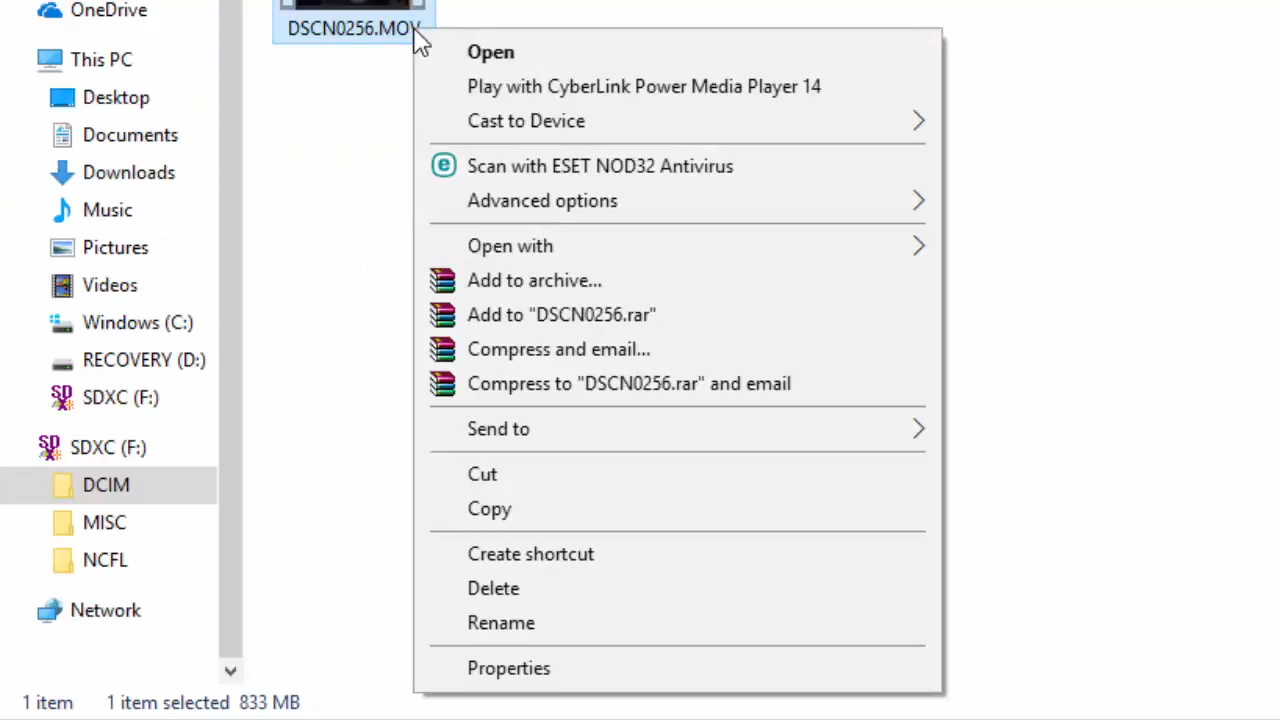 OneDrive
This PC
Desktop
Documents
Downloads
Music
Pictures
Videos
Windows (C:)
RECOVERY (D:)
SDXC (F:)
SDXC (F:)
DCIM
MISC
NCFL
Network
DSCN0256.MOV
Open
Play with CyberLink Power Media Player 14
Cast to Device
Scan with ESET NOD32 Antivirus
Advanced options
Open with
Add to archive...
Add to "DSCN0256.rar"
Compress and email...
Compress to "DSCN0256.rar" and email
Send to
Cut
Copy
Create shortcut
Delete
Rename
Properties
1 item 1 item selected 833 MB